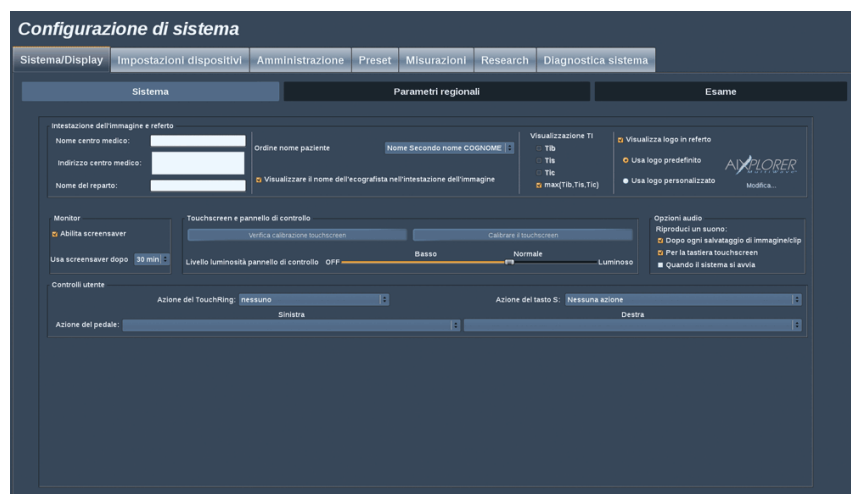 Configurazione di sistema
Sistema/Display Impostazioni dispositivi Amministrazione Preset Misurazioni Research Diagnostica sistema
Sistema Parametri regionali Esame
Intestazione dell'immagine e referto
Nome centro medico:
Indirizzo centro medico:
Nome del reparto:
Ordine nome paziente Nome Secondo nome COGNOME
Visualizzare il nome dell'ecografista nell'intestazione dell'immagine
Visualizzazione TI
Tib
Tis
Tic
max(Tib,Tis,Tic)
Visualizza logo in referto
Usa logo predefinito
Usa logo personalizzato
AIXPLORER
MultiWave
Modifica...
Monitor
Abilita screensaver
Usa screensaver dopo 30 min
Touchscreen e pannello di controllo
Verifica calibrazione touchscreen Calibrare il touchscreen
Basso Normale
Livello luminosità pannello di controllo OFF Luminoso
Opzioni audio
Riproduci un suono:
Dopo ogni salvataggio di immagine/clip
Per la tastiera touchscreen
Quando il sistema si avvia
Controlli utente
Azione del TouchRing: nessuno Azione del tasto S: Nessuna azione
Sinistra Destra
Azione del pedale: